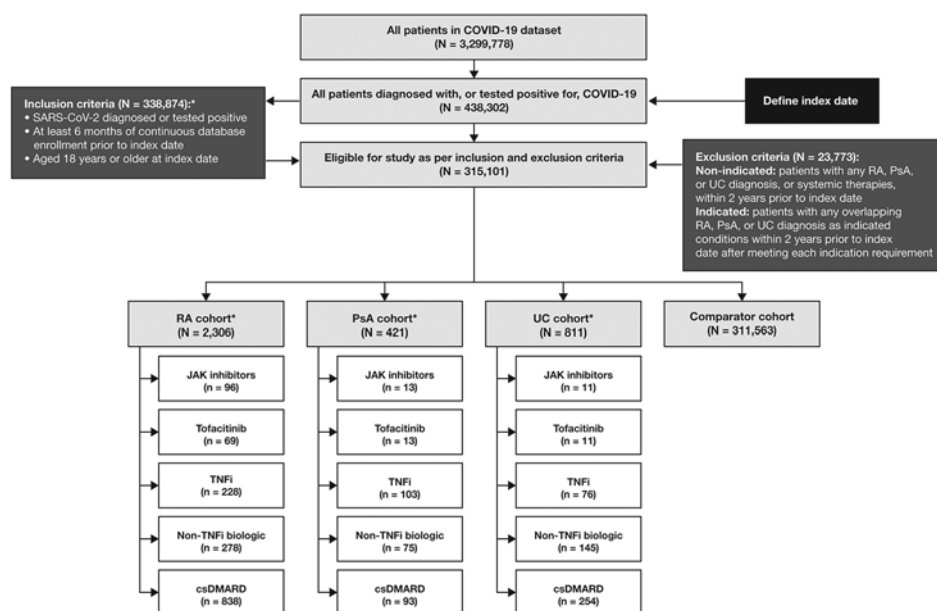 All patients in COVID-19 dataset
(N = 3,299,778)
All patients diagnosed with, or tested positive for, COVID-19
(N = 438,302)
Define index date
Inclusion criteria (N = 338,874):*
• SARS-CoV-2 diagnosed or tested positive
• At least 6 months of continuous database
enrollment prior to index date
• Aged 18 years or older at index date
Eligible for study as per inclusion and exclusion criteria
(N = 315,101)
Exclusion criteria (N = 23,773):
Non-indicated: patients with any RA, PsA,
or UC diagnosis, or systemic therapies,
within 2 years prior to index date
Indicated: patients with any overlapping
RA, PsA, or UC diagnosis as indicated
conditions within 2 years prior to index
date after meeting each indication requirement
RA cohort*
(N = 2,306)
JAK inhibitors
(n = 96)
Tofacitinib
(n = 69)
TNFi
(n = 228)
Non-TNFi biologic
(n = 278)
csDMARD
(n = 838)
PsA cohort*
(N = 421)
JAK inhibitors
(n = 13)
Tofacitinib
(n = 13)
TNFi
(n = 103)
Non-TNFi biologic
(n = 75)
csDMARD
(n = 93)
UC cohort*
(N = 811)
JAK inhibitors
(n = 11)
Tofacitinib
(n = 11)
TNFi
(n = 76)
Non-TNFi biologic
(n = 145)
csDMARD
(n = 254)
Comparator cohort
(N = 311,563)